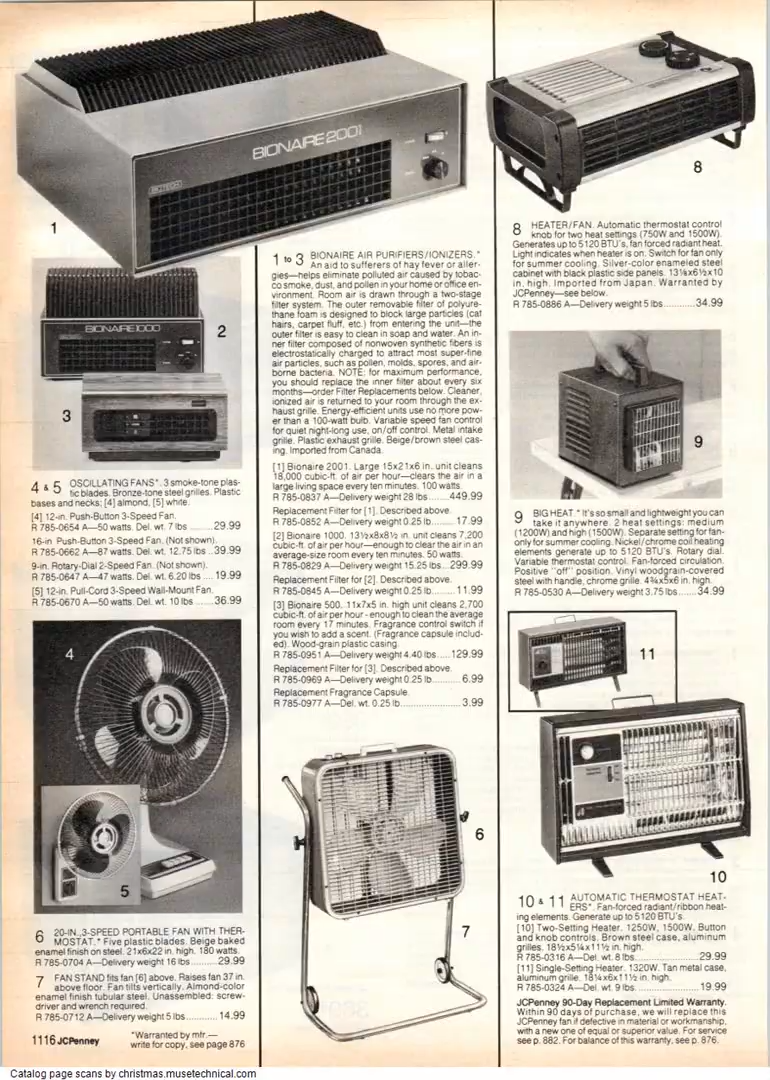 BIONAIRE 2001
BIOTECH
1
BIONAIRE 1000
2
3
4 & 5 OSCILLATING FANS*. 3 smoke-tone plas-
tic blades. Bronze-tone steel grilles. Plastic
bases and necks; [4] almond, [5] white.
[4] 12-in. Push-Button 3-Speed Fan.
R 785-0654 A—50 watts. Del. wt. 7 lbs ......29.99
16-in. Push-Button 3-Speed Fan. (Not shown).
R 785-0662 A—87 watts. Del. wt. 12.75 lbs ..39.99
9-in. Rotary-Dial 2-Speed Fan. (Not shown).
R 785-0647 A—47 watts. Del. wt. 6.20 lbs ....19.99
[5] 12-in. Pull-Cord 3-Speed Wall-Mount Fan.
R 785-0670 A—50 watts. Del. wt. 10 lbs ......36.99
4
5
6 20-IN., 3-SPEED PORTABLE FAN WITH THER-
MOSTAT.* Five plastic blades. Beige baked
enamel finish on steel. 21x6x22 in. high. 180 watts.
R 785-0704 A—Delivery weight 16 lbs..........29.99
7 FAN STAND fits fan [6] above. Raises fan 37 in.
above floor. Fan tilts vertically. Almond-color
enamel finish tubular steel. Unassembled: screw-
driver and wrench required.
R 785-0712 A—Delivery weight 5 lbs...........14.99
1116 JCPenney
*Warranted by mfr.—
write for copy, see page 876
1 to 3 BIONAIRE AIR PURIFIERS/IONIZERS.*
An aid to sufferers of hay fever or aller-
gies—helps eliminate polluted air caused by tobac-
co smoke, dust, and pollen in your home or office en-
vironment. Room air is drawn through a two-stage
filter system. The outer removable filter of polyure-
thane foam is designed to block large particles (cat
hairs, carpet fluff, etc.) from entering the unit—the
outer filter is easy to clean in soap and water. An in-
ner filter composed of nonwoven synthetic fibers is
electrostatically charged to attract most super-fine
air particles, such as pollen, molds, spores, and air-
borne bacteria. NOTE: for maximum performance,
you should replace the inner filter about every six
months—order Filter Replacements below. Cleaner,
ionized air is returned to your room through the ex-
haust grille. Energy-efficient units use no more pow-
er than a 100-watt bulb. Variable speed fan control
for quiet night-long use, on/off control. Metal intake
grille. Plastic exhaust grille. Beige/brown steel cas-
ing. Imported from Canada.
[1] Bionaire 2001. Large 15x21x6 in. unit cleans
18,000 cubic-ft. of air per hour—clears the air in a
large living space every ten minutes. 100 watts.
R 785-0837 A—Delivery weight 28 lbs.......449.99
Replacement Filter for [1]. Described above.
R 785-0852 A—Delivery weight 0.25 lb.......17.99
[2] Bionaire 1000. 13½x8x8½ in. unit cleans 7,200
cubic-ft. of air per hour—enough to clear the air in an
average-size room every ten minutes. 50 watts.
R 785-0829 A—Delivery weight 15.25 lbs...299.99
Replacement Filter for [2]. Described above.
R 785-0845 A—Delivery weight 0.25 lb.......11.99
[3] Bionaire 500. 11x7x5 in. high unit cleans 2,700
cubic-ft. of air per hour - enough to clean the average
room every 17 minutes. Fragrance control switch if
you wish to add a scent. (Fragrance capsule includ-
ed). Wood-grain plastic casing.
R 785-0951 A—Delivery weight 4.40 lbs.....129.99
Replacement Filter for [3]. Described above.
R 785-0969 A—Delivery weight 0.25 lb..........6.99
Replacement Fragrance Capsule.
R 785-0977 A—Del. wt. 0.25 lb....................3.99
6
7
8
8 HEATER/FAN. Automatic thermostat control
knob for two heat settings (750W and 1500W).
Generates up to 5120 BTU's, fan forced radiant heat.
Light indicates when heater is on. Switch for fan only
for summer cooling. Silver-color enameled steel
cabinet with black plastic side panels. 13⅛x6½x10
in. high. Imported from Japan. Warranted by
JCPenney—see below.
R 785-0886 A—Delivery weight 5 lbs............34.99
9
9 BIG HEAT.* It's so small and lightweight you can
take it anywhere. 2 heat settings: medium
(1200W) and high (1500W). Separate setting for fan-
only for summer cooling. Nickel/chrome coil heating
elements generate up to 5120 BTU's. Rotary dial.
Variable thermostat control. Fan-forced circulation.
Positive "off" position. Vinyl woodgrain-covered
steel with handle, chrome grille. 4¾x5x6 in. high.
R 785-0530 A—Delivery weight 3.75 lbs........34.99
11
10
10 & 11 AUTOMATIC THERMOSTAT HEAT-
ERS*. Fan-forced radiant/ribbon heat-
ing elements. Generate up to 5120 BTU's.
[10] Two-Setting Heater. 1250W, 1500W. Button
and knob controls. Brown steel case, aluminum
grilles. 18½x5¼x11½ in. high.
R 785-0316 A—Del. wt. 8 lbs......................29.99
[11] Single-Setting Heater. 1320W. Tan metal case,
aluminum grille. 18¼x6x11½ in. high.
R 785-0324 A—Del. wt. 9 lbs......................19.99
JCPenney 90-Day Replacement Limited Warranty.
Within 90 days of purchase, we will replace this
JCPenney fan if defective in material or workmanship,
with a new one of equal or superior value. For service
see p. 882. For balance of this warranty, see p. 876.
Catalog page scans by christmas.musetechnical.com